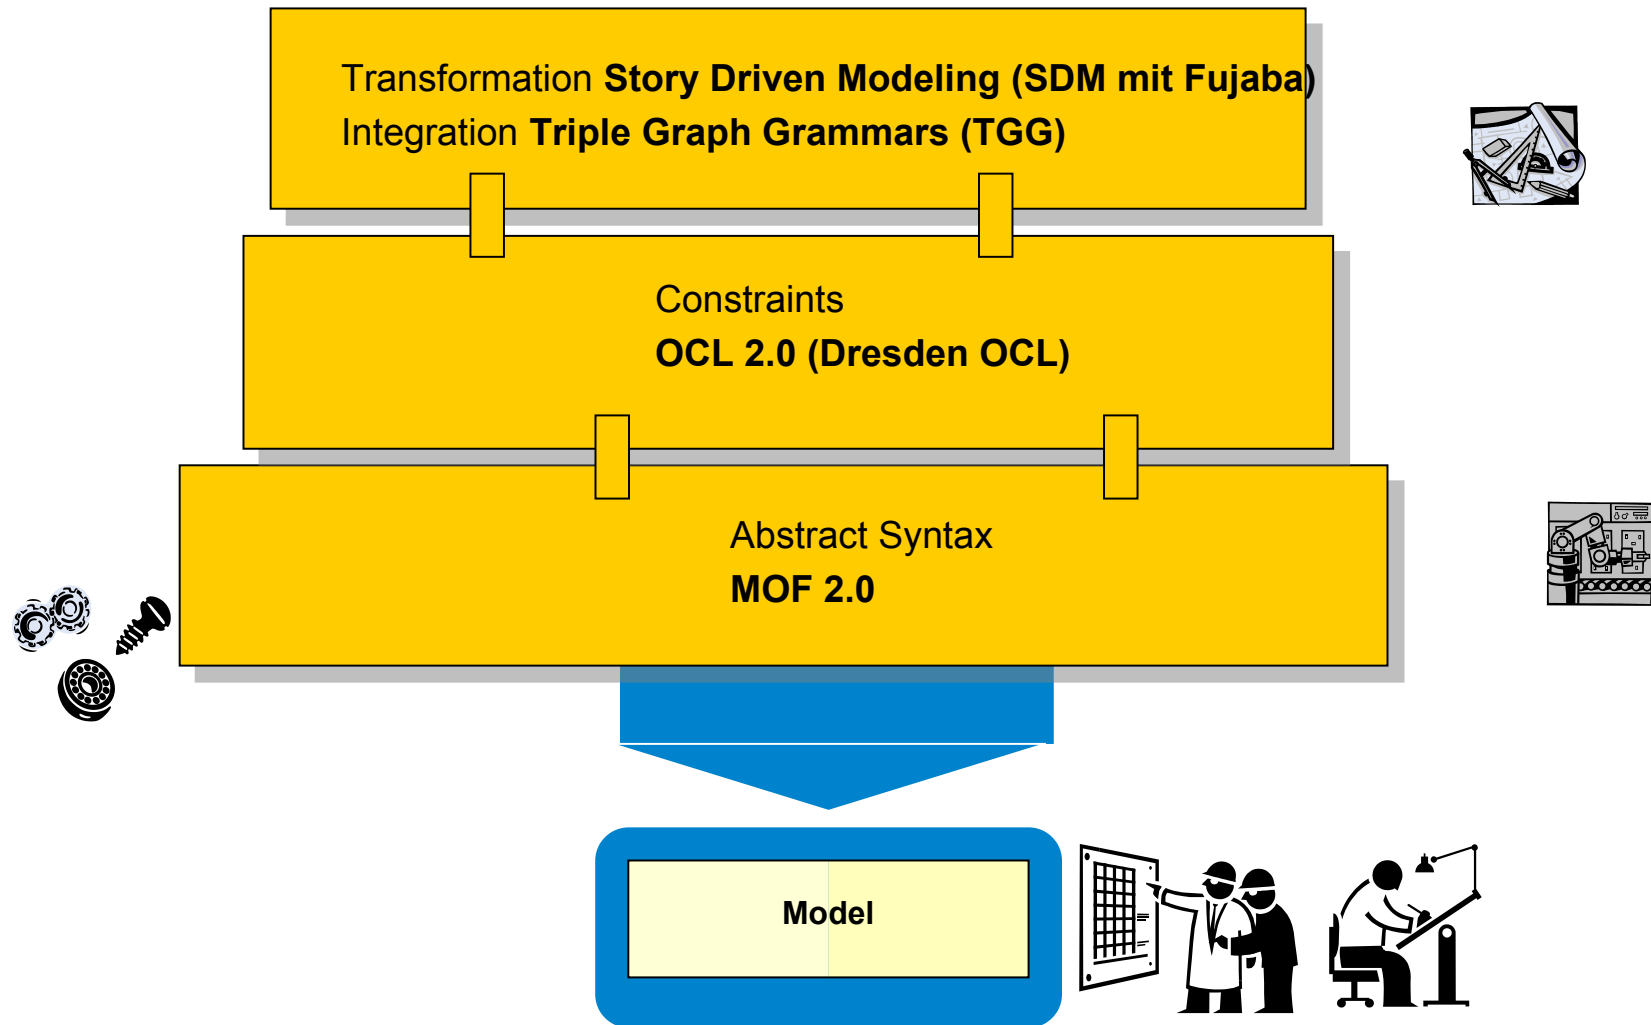 Transformation Story Driven Modeling (SDM mit Fujaba)
Integration Triple Graph Grammars (TGG)
Constraints
OCL 2.0 (Dresden OCL)
Abstract Syntax
MOF 2.0
Model